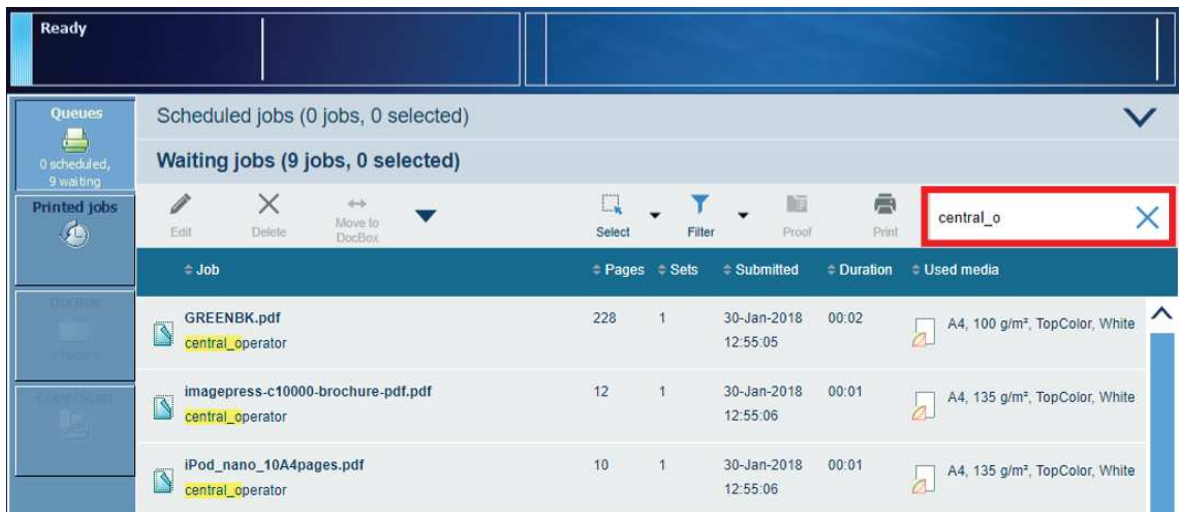 Ready
Queues
0 scheduled,
9 waiting
Printed jobs
Scheduled jobs (0 jobs, 0 selected)
Waiting jobs (9 jobs, 0 selected)
Edit
Delete
Move to
DocBox
Select
Filter
Proof
Print
central_o
Job Pages Sets Submitted Duration Used media
GREENBK.pdf 228 1 30-Jan-2018 00:02 A4, 100 g/m², TopColor, White
central_operator 12:55:05
imagepress-c10000-brochure-pdf.pdf 12 1 30-Jan-2018 00:01 A4, 135 g/m², TopColor, White
central_operator 12:55:06
iPod_nano_10A4pages.pdf 10 1 30-Jan-2018 00:01 A4, 135 g/m², TopColor, White
central_operator 12:55:06
DocBox
Copy/Scan